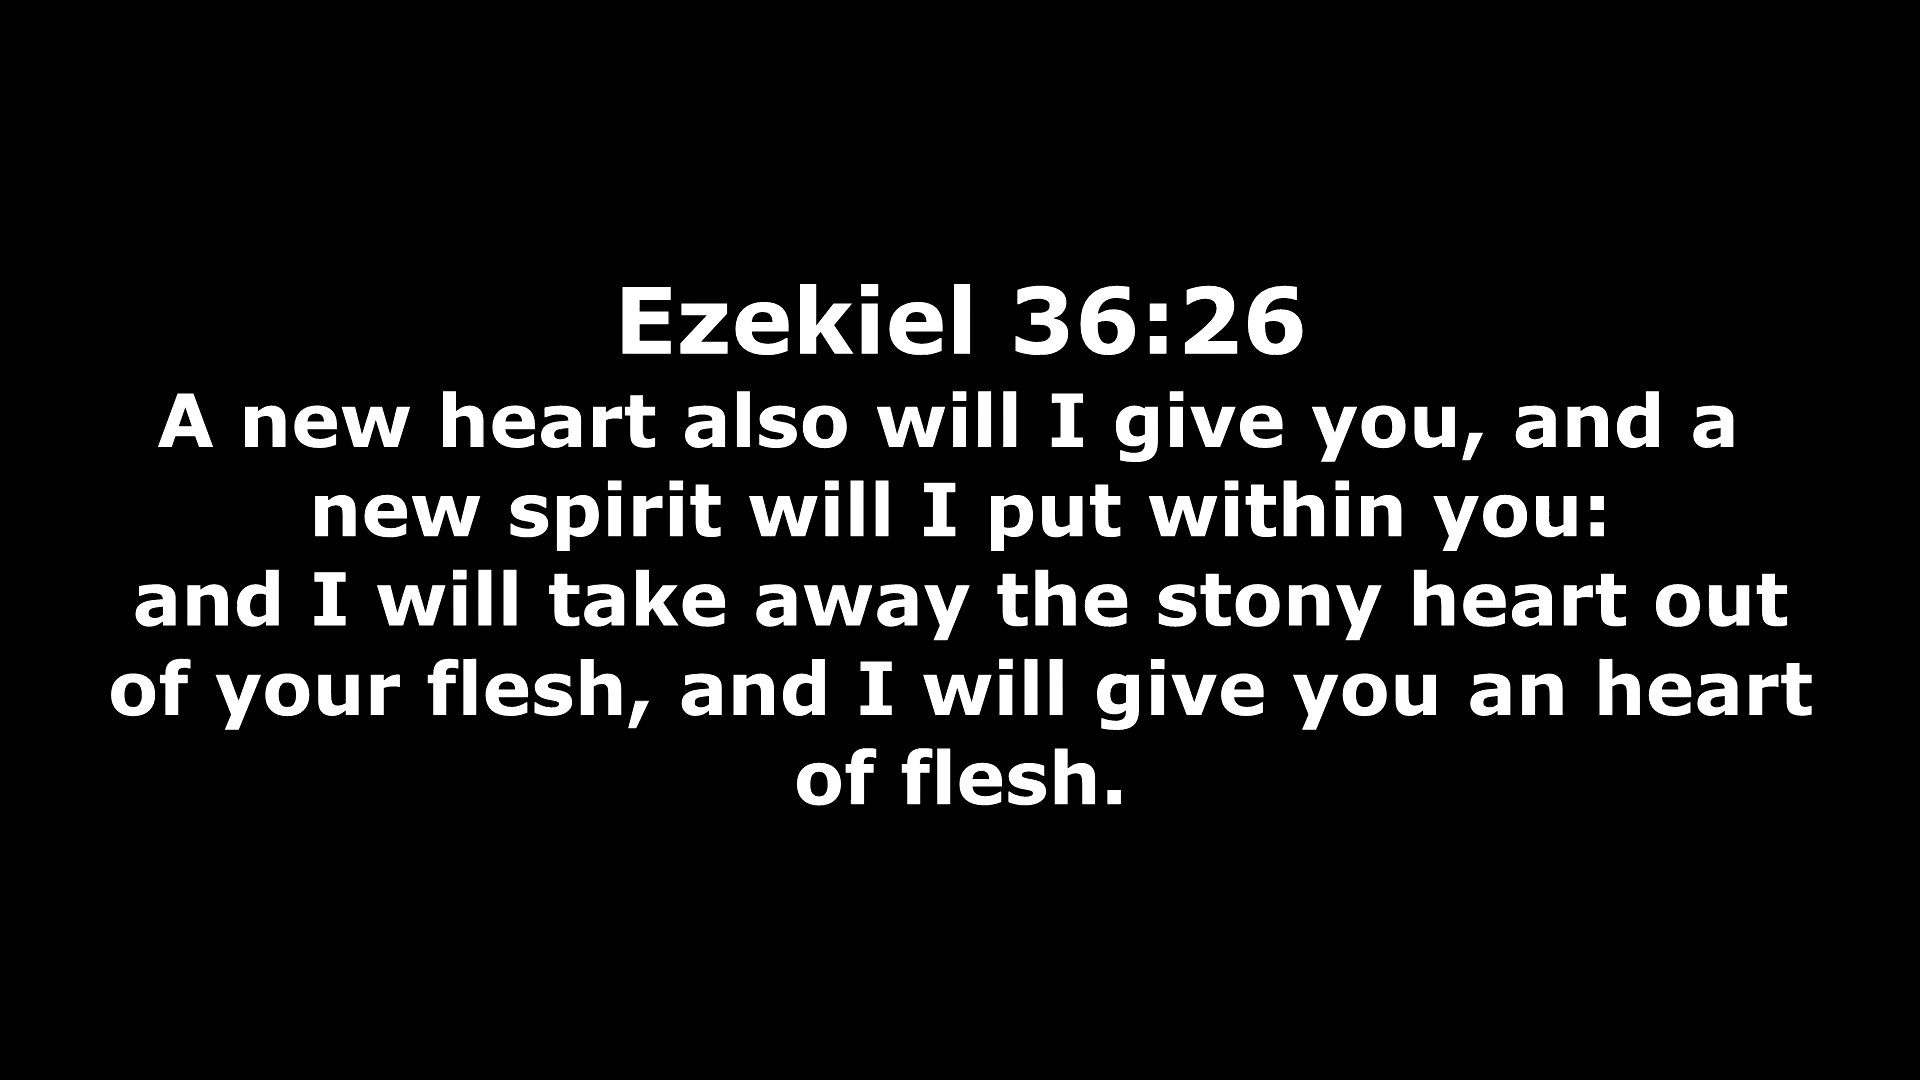 Ezekiel 36:26
A new heart also will I give you, and a
new spirit will I put within you:
and I will take away the stony heart out
of your flesh, and I will give you an heart
of flesh.